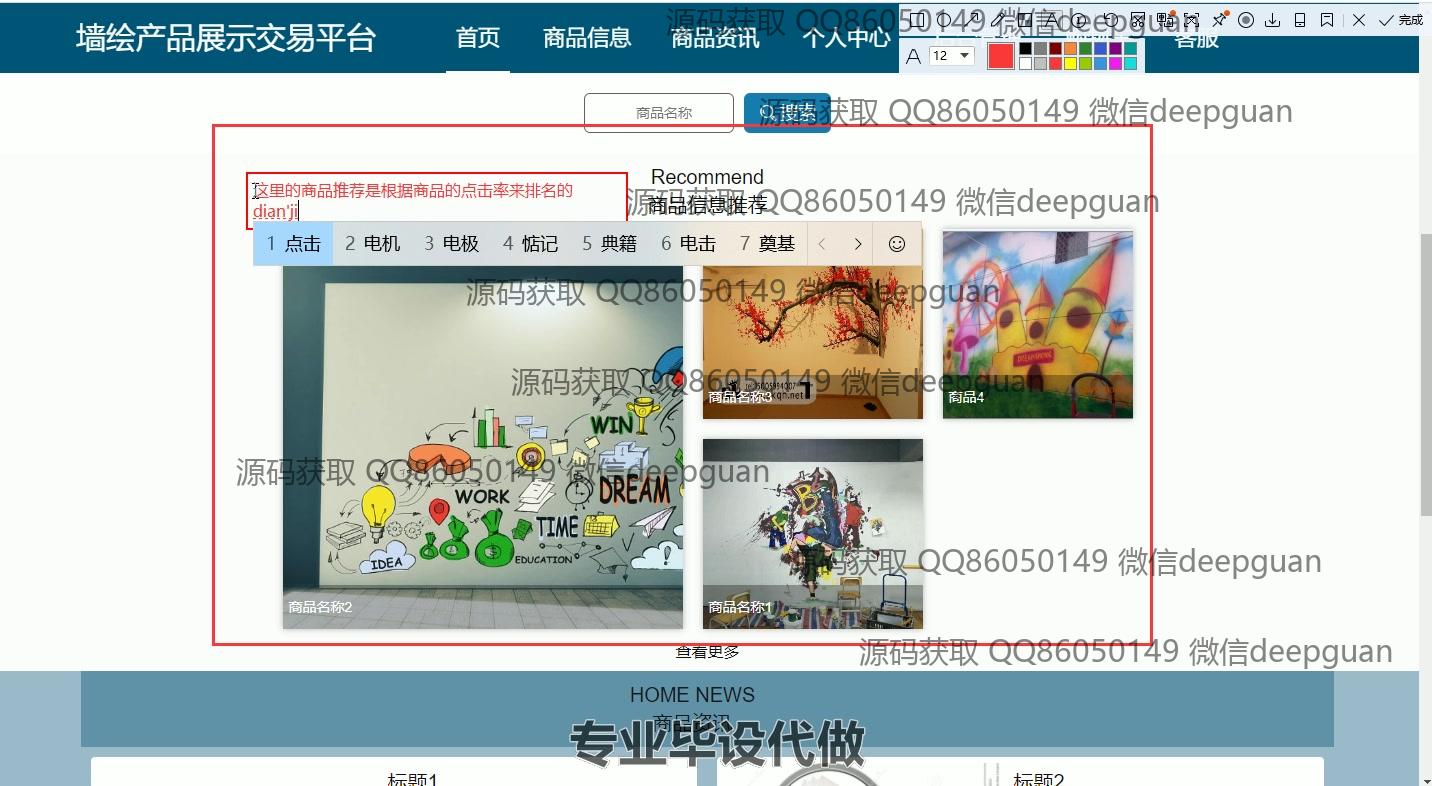 墙绘产品展示交易平台
首页
商品信息
商品资讯
个人中心
客服
源码获取 QQ86050149 微信deepguan
完成
A 12
商品名称
搜索
源码获取 QQ86050149 微信deepguan
Recommend
商品信息推荐
源码获取 QQ86050149 微信deepguan
这里的商品推荐是根据商品的点击率来排名的
dian'ji
1 点击 2 电机 3 电极 4 惦记 5 典籍 6 电击 7 奠基
源码获取 QQ86050149 微信deepguan
源码获取 QQ86050149 微信deepguan
商品名称3
DREAMHOUSE
商品4
WIN
源码获取 QQ86050149 微信deepguan
WORK
DREAM
TIME
IDEA
EDUCATION
源码获取 QQ86050149 微信deepguan
商品名称2
商品名称1
查看更多
源码获取 QQ86050149 微信deepguan
HOME NEWS
商品资讯
专业毕设代做
标题1
标题2